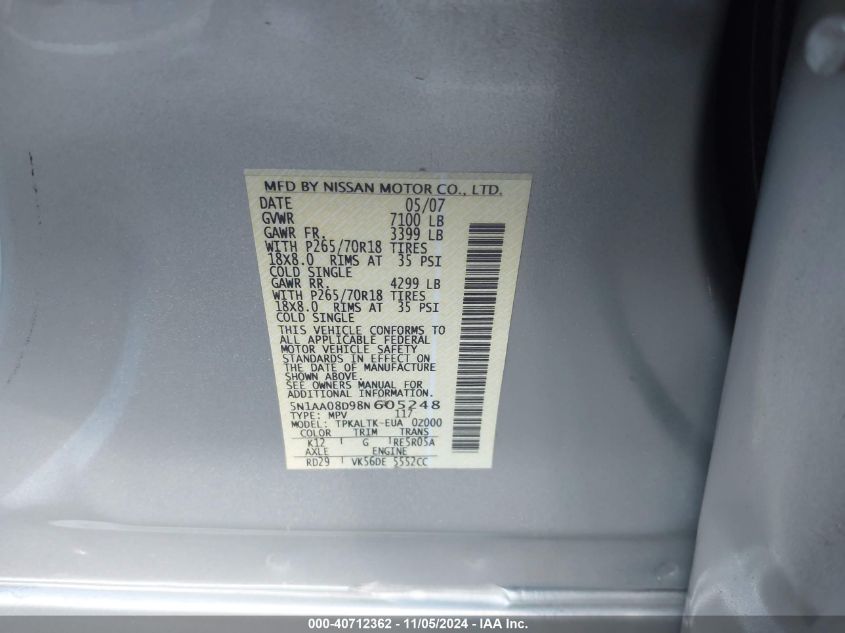 MFD BY NISSAN MOTOR CO., LTD.
DATE 05/07
GVWR 7100 LB
GAWR FR. 3399 LB
WITH P265/70R18 TIRES
18X8.0 RIMS AT 35 PSI
COLD SINGLE
GAWR RR. 4299 LB
WITH P265/70R18 TIRES
18X8.0 RIMS AT 35 PSI
COLD SINGLE
THIS VEHICLE CONFORMS TO
ALL APPLICABLE FEDERAL
MOTOR VEHICLE SAFETY
STANDARDS IN EFFECT ON
THE DATE OF MANUFACTURE
SHOWN ABOVE.
SEE OWNERS MANUAL FOR
ADDITIONAL INFORMATION.
5N1AA08D98N605248
TYPE: MPV 117
MODEL: TPKALTK-EUA 02000
COLOR TRIM TRANS
K12 G RE5R05A
AXLE ENGINE
RD29 VK56DE 5552CC
000-40712362 - 11/05/2024 - IAA Inc.